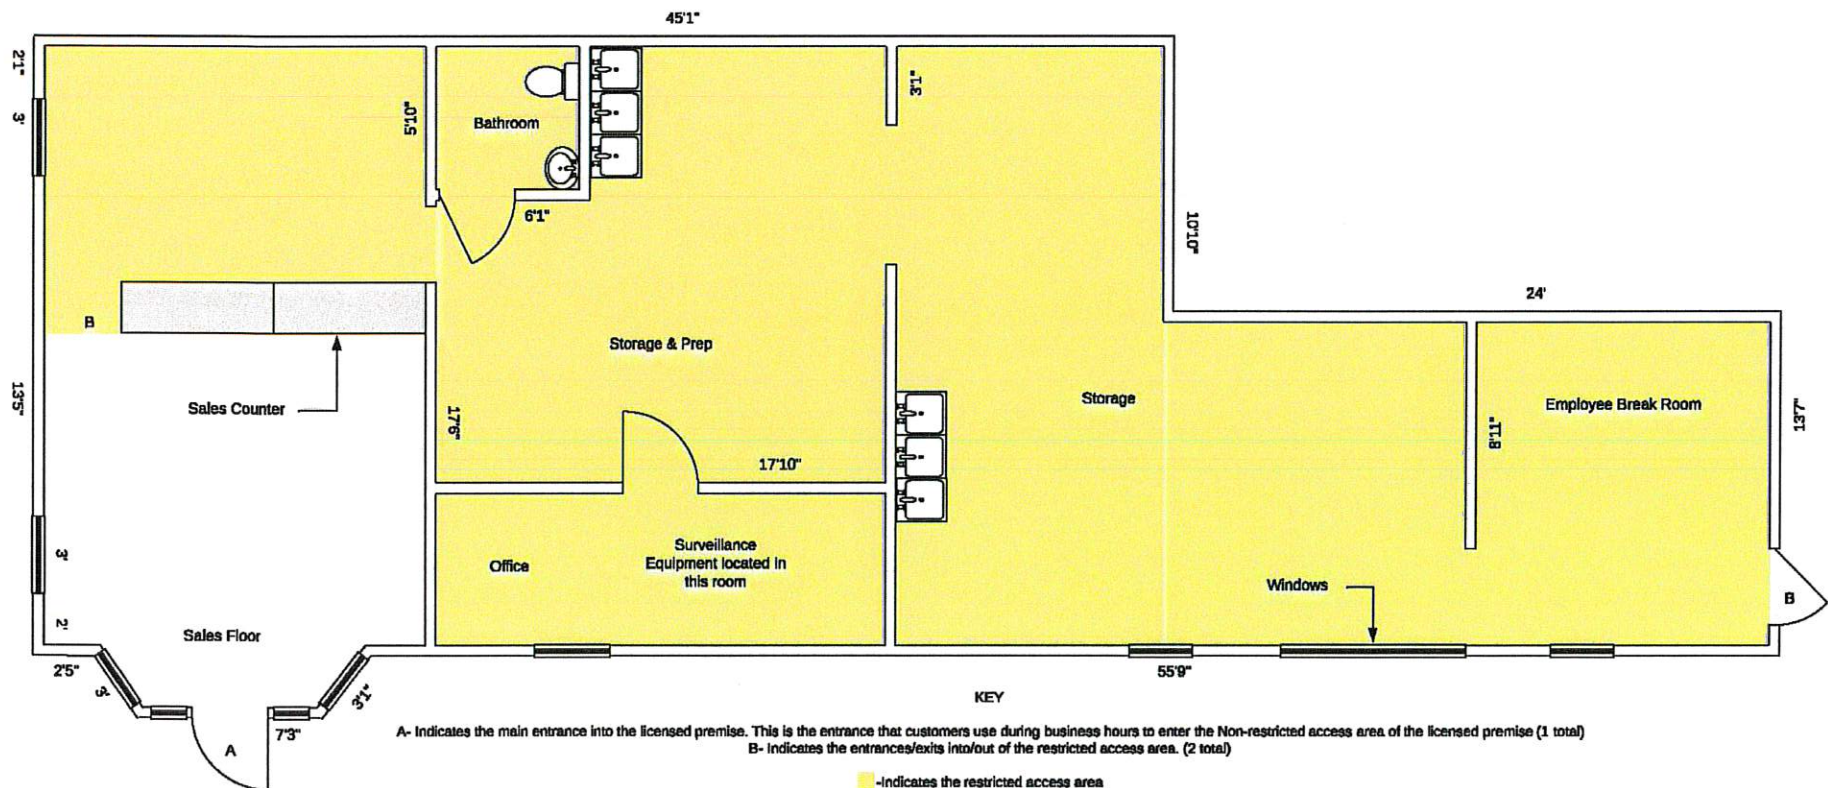 45'1"
2'1"
3'
5'10"
Bathroom
3'1"
6'1"
10'10"
24'
B
Storage & Prep
Sales Counter
13'5"
17'6"
17'10"
Storage
8'11"
Employee Break Room
13'7"
3'
Office
Surveillance
Equipment located in
this room
Windows
B
2'
Sales Floor
2'5"
3'
3'1"
55'9"
7'3"
A
KEY
A- Indicates the main entrance into the licensed premise. This is the entrance that customers use during business hours to enter the Non-restricted access area of the licensed premise (1 total)
B- Indicates the entrances/exits into/out of the restricted access area. (2 total)
-Indicates the restricted access area